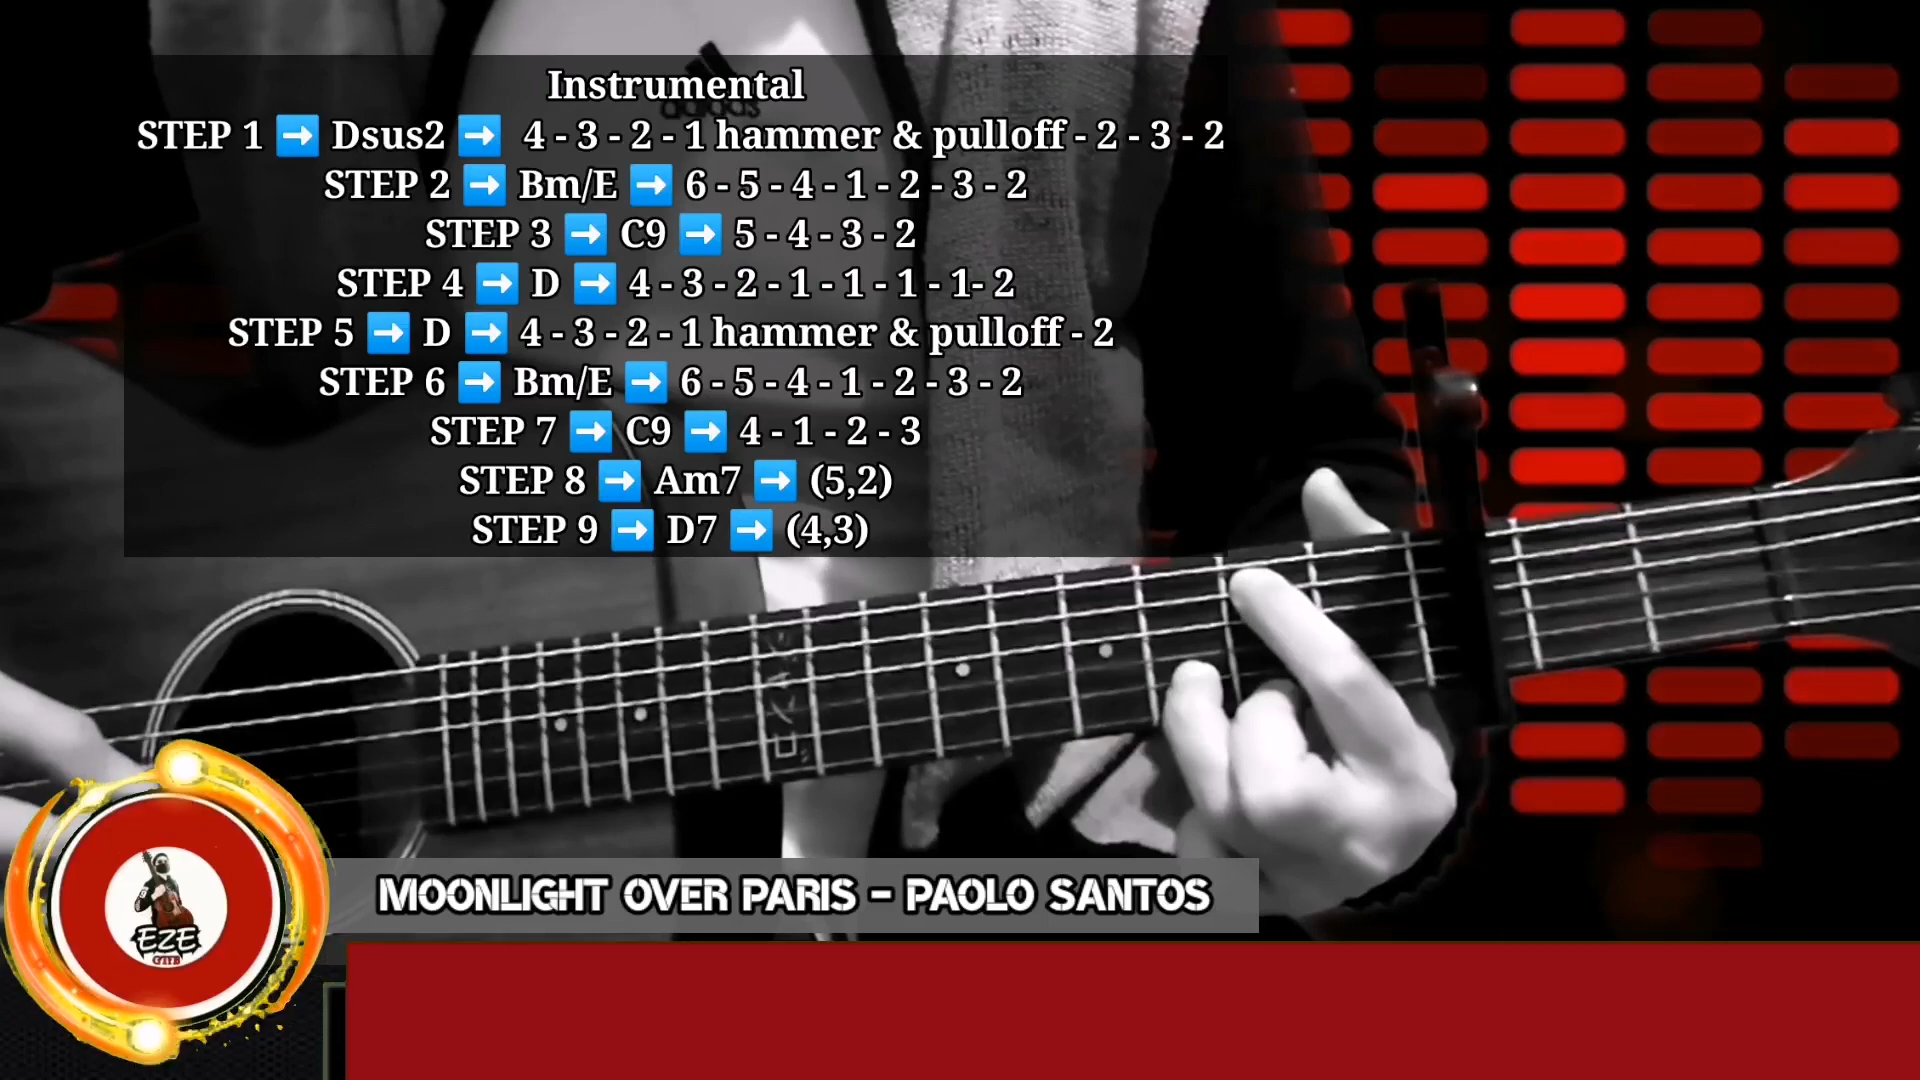 Instrumental
adidas
STEP 1 ➡ Dsus2 ➡ 4 - 3 - 2 - 1 hammer & pulloff - 2 - 3 - 2
STEP 2 ➡ Bm/E ➡ 6 - 5 - 4 - 1 - 2 - 3 - 2
STEP 3 ➡ C9 ➡ 5 - 4 - 3 - 2
STEP 4 ➡ D ➡ 4 - 3 - 2 - 1 - 1 - 1 - 1- 2
STEP 5 ➡ D ➡ 4 - 3 - 2 - 1 hammer & pulloff - 2
STEP 6 ➡ Bm/E ➡ 6 - 5 - 4 - 1 - 2 - 3 - 2
STEP 7 ➡ C9 ➡ 4 - 1 - 2 - 3
STEP 8 ➡ Am7 ➡ (5,2)
STEP 9 ➡ D7 ➡ (4,3)
MOONLIGHT OVER PARIS - PAOLO SANTOS
EZE
GTFB